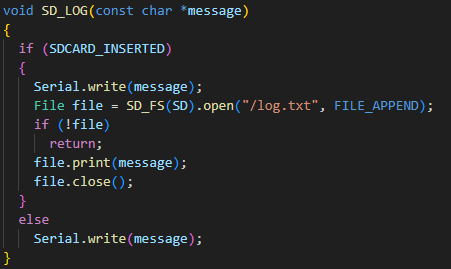 void SD_LOG(const char *message)
{
  if (SDCARD_INSERTED)
  {
    Serial.write(message);
    File file = SD_FS(SD).open("/log.txt", FILE_APPEND);
    if (!file)
      return;
    file.print(message);
    file.close();
  }
  else
    Serial.write(message);
}